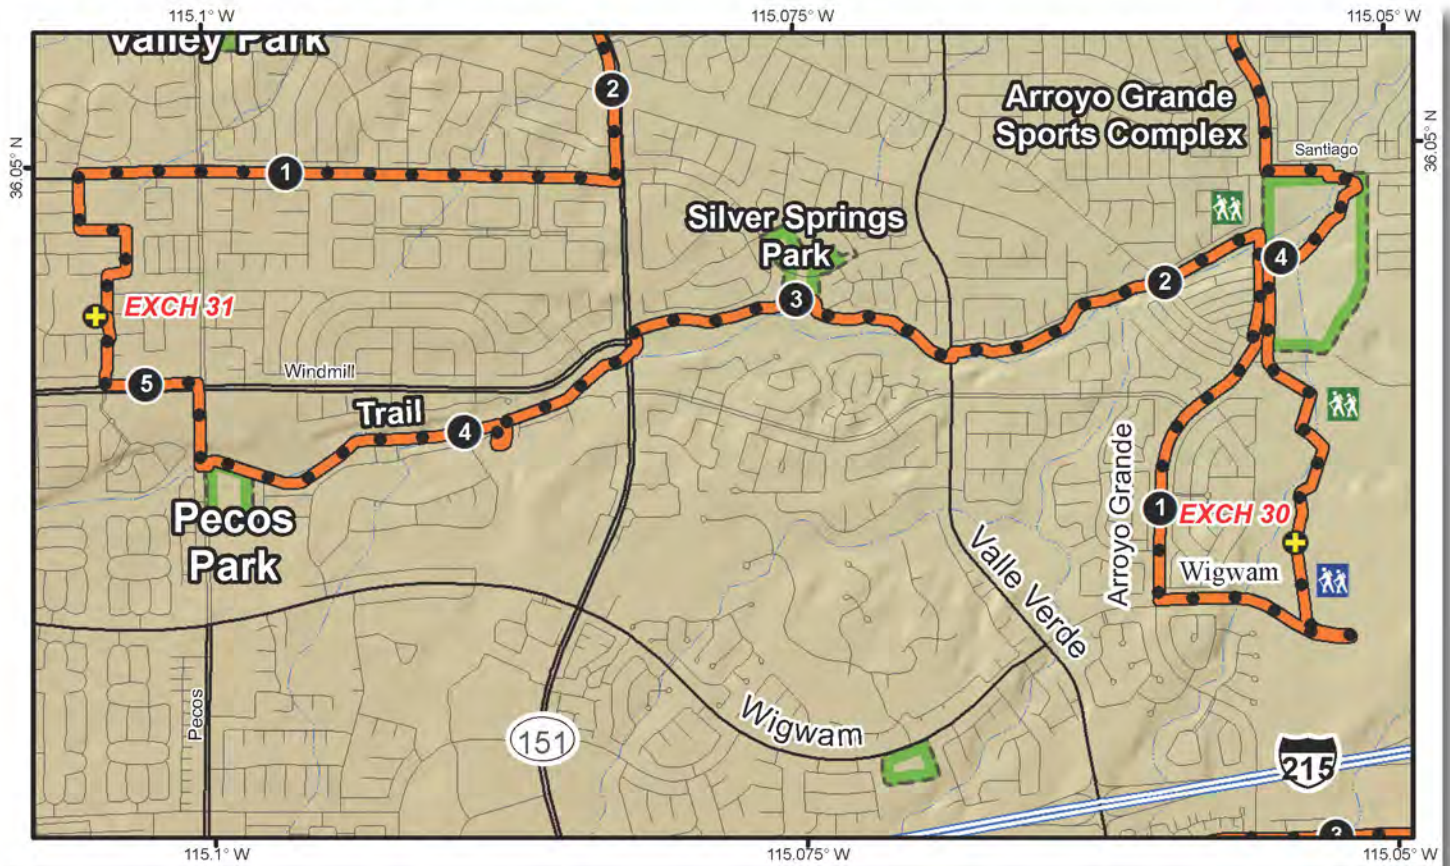 115.1° W
115.075° W
115.05° W
Valley Park
2
Arroyo Grande
Sports Complex
36.05° N
36.05° N
Santiago
1
Silver Springs
Park
4
2
3
EXCH 31
Windmill
5
Trail
4
Arroyo Grande
1
EXCH 30
Pecos
Park
Valle Verde
Wigwam
Pecos
151
Wigwam
215
3
115.1° W
115.075° W
115.05° W